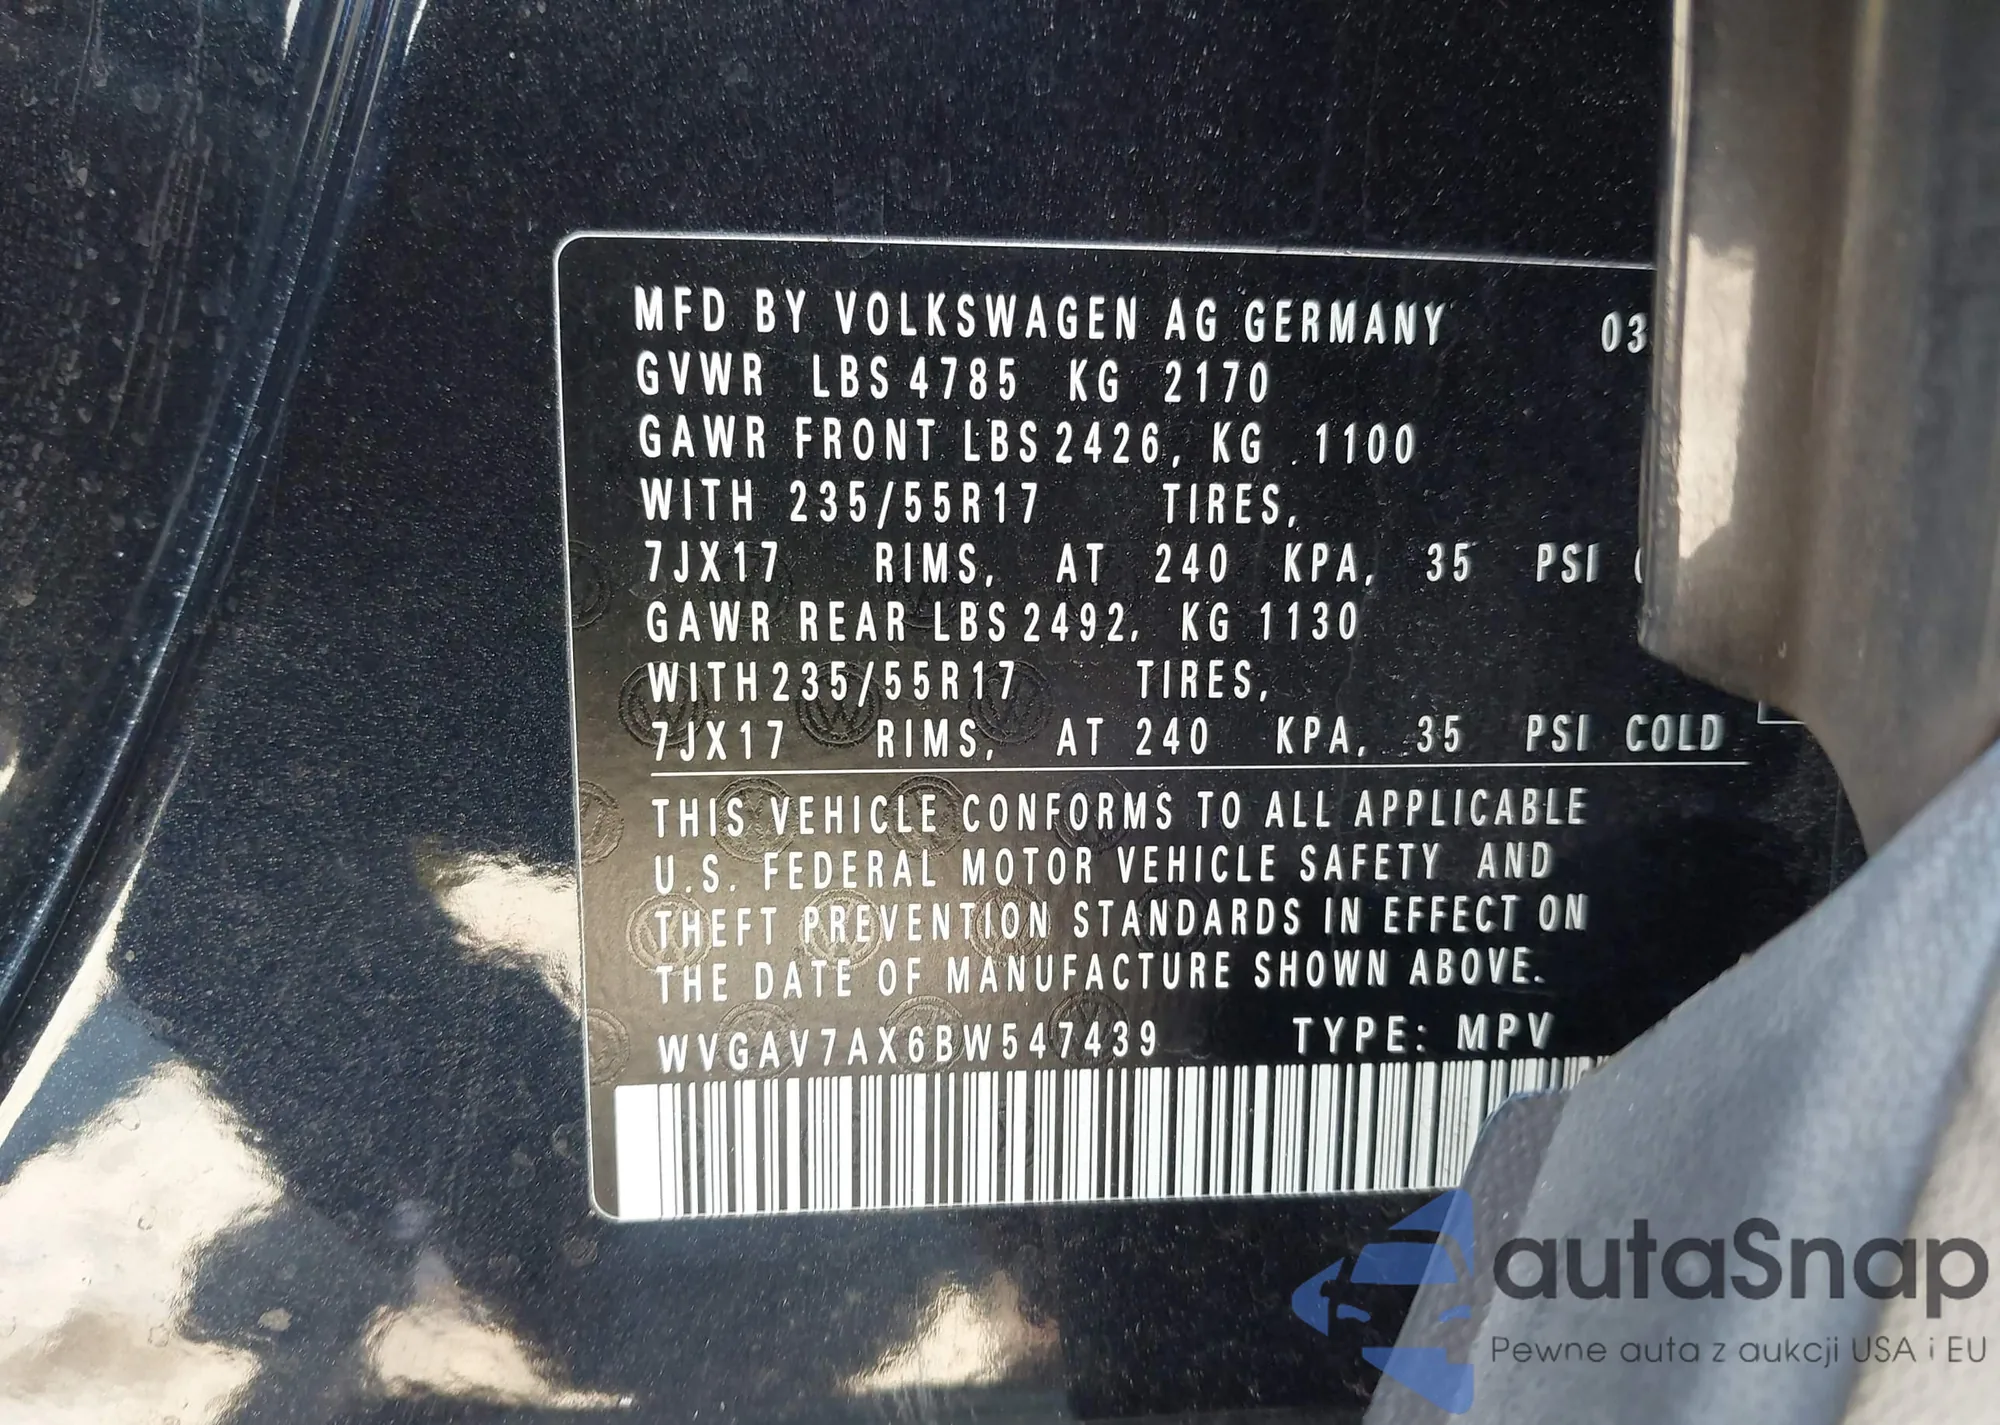 MFD BY VOLKSWAGEN AG GERMANY 03
GVWR LBS 4785 KG 2170
GAWR FRONT LBS 2426, KG 1100
WITH 235/55R17 TIRES,
7JX17 RIMS, AT 240 KPA, 35 PSI
GAWR REAR LBS 2492, KG 1130
WITH 235/55R17 TIRES,
7JX17 RIMS, AT 240 KPA, 35 PSI COLD
THIS VEHICLE CONFORMS TO ALL APPLICABLE
U.S. FEDERAL MOTOR VEHICLE SAFETY AND
THEFT PREVENTION STANDARDS IN EFFECT ON
THE DATE OF MANUFACTURE SHOWN ABOVE.
WVGAV7AX6BW547439 TYPE: MPV
autaSnap
Pewne auta z aukcji USA i EU